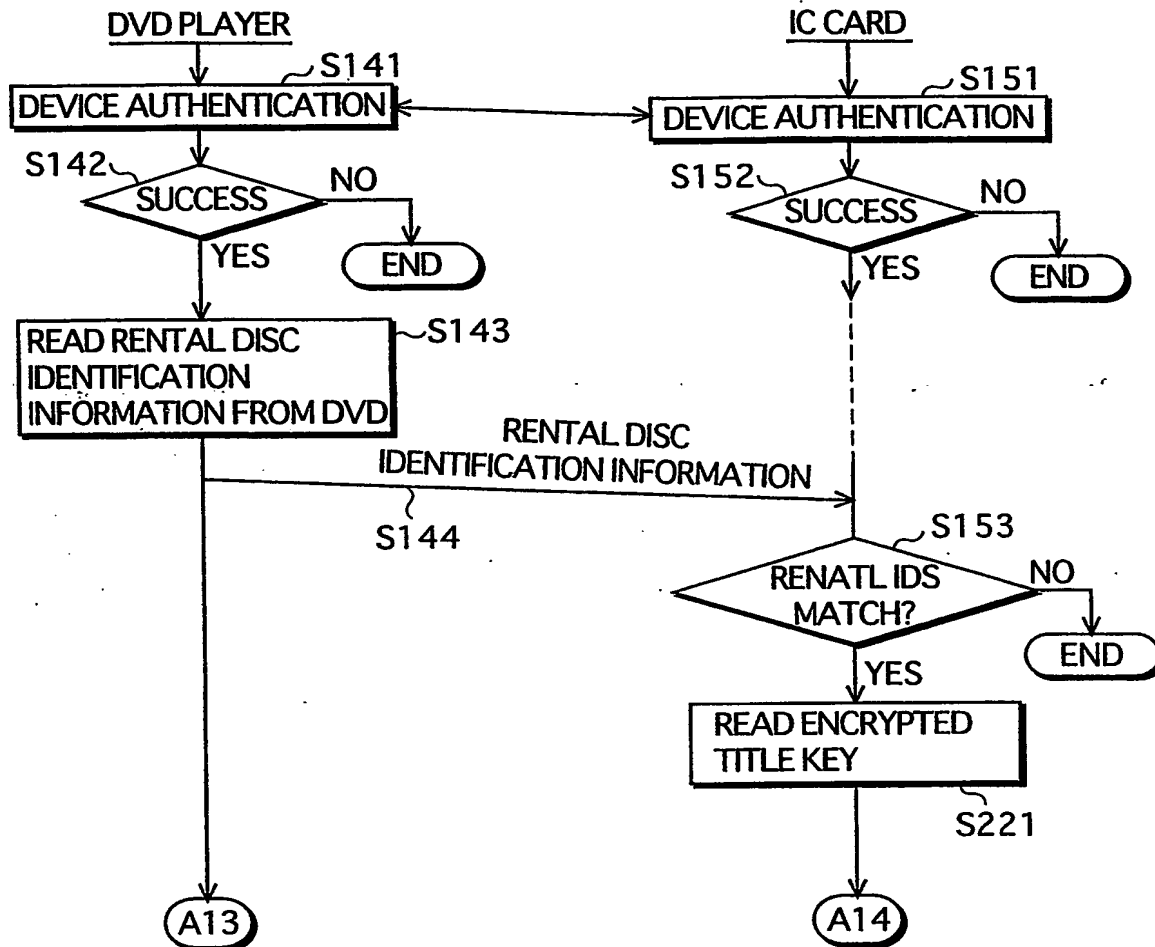 DVD PLAYER
IC CARD
S141
DEVICE AUTHENTICATION
S151
DEVICE AUTHENTICATION
S142
SUCCESS
NO
YES
END
S152
SUCCESS
NO
YES
END
READ RENTAL DISC
IDENTIFICATION
INFORMATION FROM DVD
S143
RENTAL DISC
IDENTIFICATION INFORMATION
S144
S153
RENATL IDS
MATCH?
NO
END
YES
READ ENCRYPTED
TITLE KEY
S221
A13
A14